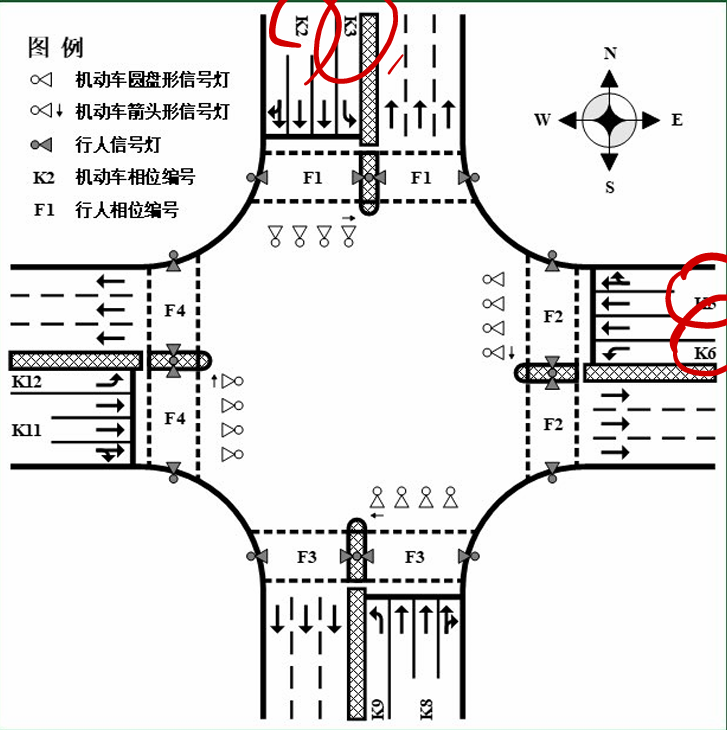 图 例
机动车圆盘形信号灯
机动车箭头形信号灯
行人信号灯
K2 机动车相位编号
F1 行人相位编号
K2 K3
N
W E
S
F1 F1
F4 F2
K5
K6
K12
K11
F4 F2
F3 F3
K9 K8